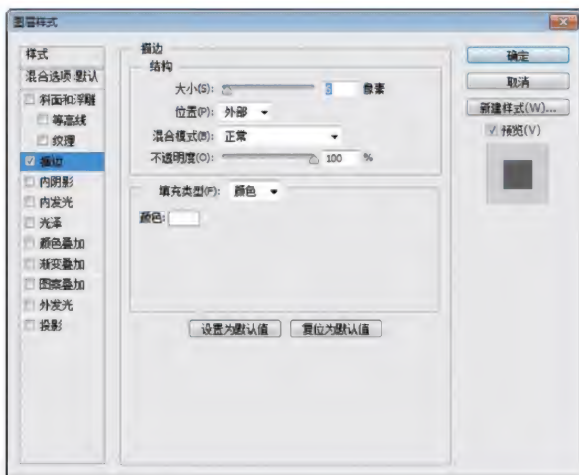 图层样式
样式
混合选项:默认
斜面和浮雕
等高线
纹理
描边
内阴影
内发光
光泽
颜色叠加
渐变叠加
图案叠加
外发光
投影
描边
结构
大小(S): 像素
位置(P): 外部
混合模式(B): 正常
不透明度(O): 100 %
填充类型(F): 颜色
颜色:
设置为默认值 复位为默认值
确定
取消
新建样式(W)...
预览(V)